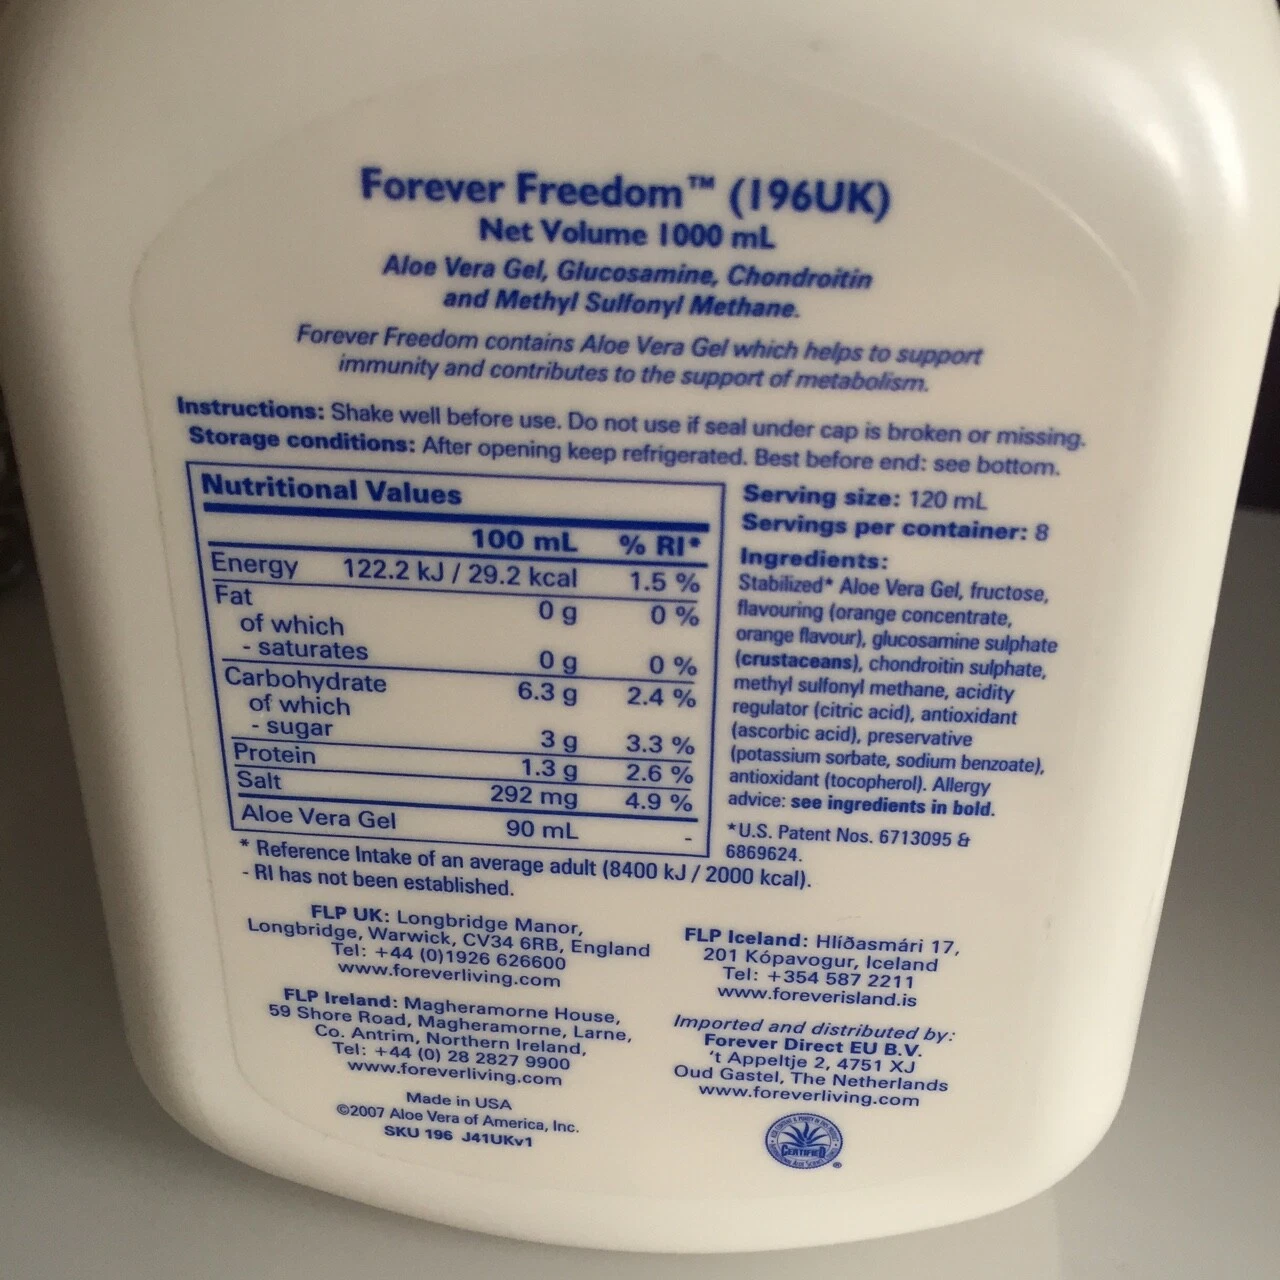 Forever Freedom™ (196UK)
Net Volume 1000 mL
Aloe Vera Gel, Glucosamine, Chondroitin
and Methyl Sulfonyl Methane.
Forever Freedom contains Aloe Vera Gel which helps to support
immunity and contributes to the support of metabolism.
Instructions: Shake well before use. Do not use if seal under cap is broken or missing.
Storage conditions: After opening keep refrigerated. Best before end: see bottom.
Nutritional Values
100 mL % RI*
Energy 122.2 kJ / 29.2 kcal 1.5 %
Fat 0 g 0 %
of which
- saturates 0 g 0 %
Carbohydrate 6.3 g 2.4 %
of which
- sugar 3 g 3.3 %
Protein 1.3 g 2.6 %
Salt 292 mg 4.9 %
Aloe Vera Gel 90 mL -
* Reference Intake of an average adult (8400 kJ / 2000 kcal).
- RI has not been established.
Serving size: 120 mL
Servings per container: 8
Ingredients:
Stabilized* Aloe Vera Gel, fructose,
flavouring (orange concentrate,
orange flavour), glucosamine sulphate
(crustaceans), chondroitin sulphate,
methyl sulfonyl methane, acidity
regulator (citric acid), antioxidant
(ascorbic acid), preservative
(potassium sorbate, sodium benzoate),
antioxidant (tocopherol). Allergy
advice: see ingredients in bold.
*U.S. Patent Nos. 6713095 &
6869624.
FLP UK: Longbridge Manor,
Longbridge, Warwick, CV34 6RB, England
Tel: +44 (0)1926 626600
www.foreverliving.com
FLP Ireland: Magheramorne House,
59 Shore Road, Magheramorne, Larne,
Co. Antrim, Northern Ireland,
Tel: +44 (0) 28 2827 9900
www.foreverliving.com
Made in USA
©2007 Aloe Vera of America, Inc.
SKU 196 J41UKv1
FLP Iceland: Hlíðasmári 17,
201 Kópavogur, Iceland
Tel: +354 587 2211
www.foreverisland.is
Imported and distributed by:
Forever Direct EU B.V.
't Appeltje 2, 4751 XJ
Oud Gastel, The Netherlands
www.foreverliving.com
CERTIFIED
®